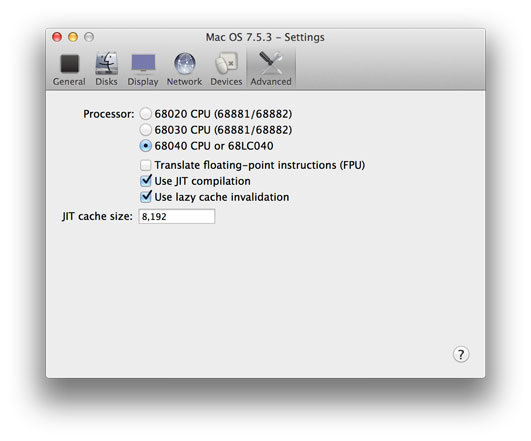 Mac OS 7.5.3 – Settings
General Disks Display Network Devices Advanced
Processor: 68020 CPU (68881/68882)
68030 CPU (68881/68882)
68040 CPU or 68LC040
Translate floating-point instructions (FPU)
Use JIT compilation
Use lazy cache invalidation
JIT cache size: 8,192
?